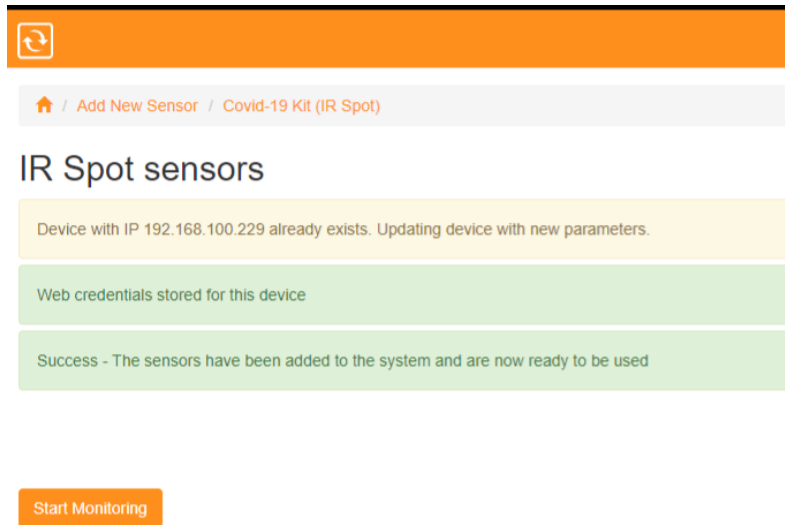 / Add New Sensor / Covid-19 Kit (IR Spot)
IR Spot sensors
Device with IP 192.168.100.229 already exists. Updating device with new parameters.
Web credentials stored for this device
Success - The sensors have been added to the system and are now ready to be used
Start Monitoring